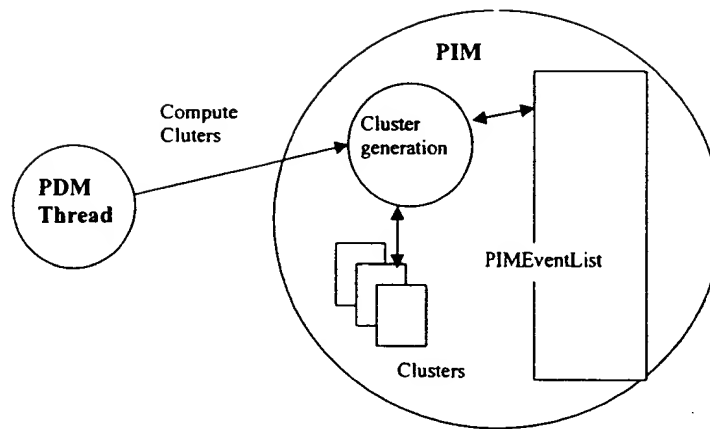 PIM
Compute
Cluters
Cluster
generation
PDM
Thread
PIMEventList
Clusters